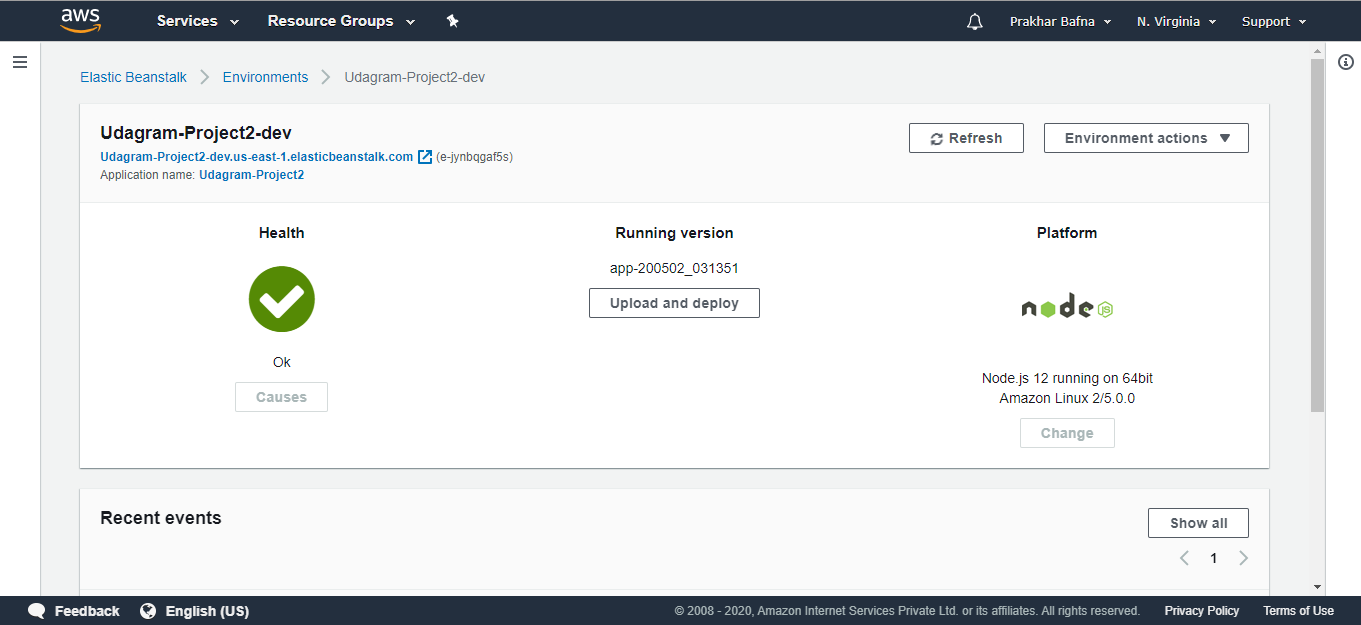 aws Services Resource Groups Prakhar Bafna N. Virginia Support
Elastic Beanstalk Environments Udagram-Project2-dev
Udagram-Project2-dev
Refresh Environment actions
Udagram-Project2-dev.us-east-1.elasticbeanstalk.com (e-jynbqgaf5s)
Application name: Udagram-Project2
Health
Ok
Causes
Running version
app-200502_031351
Upload and deploy
Platform
node JS
Node.js 12 running on 64bit
Amazon Linux 2/5.0.0
Change
Recent events
Show all
1
Feedback English (US) © 2008 - 2020, Amazon Internet Services Private Ltd. or its affiliates. All rights reserved. Privacy Policy Terms of Use